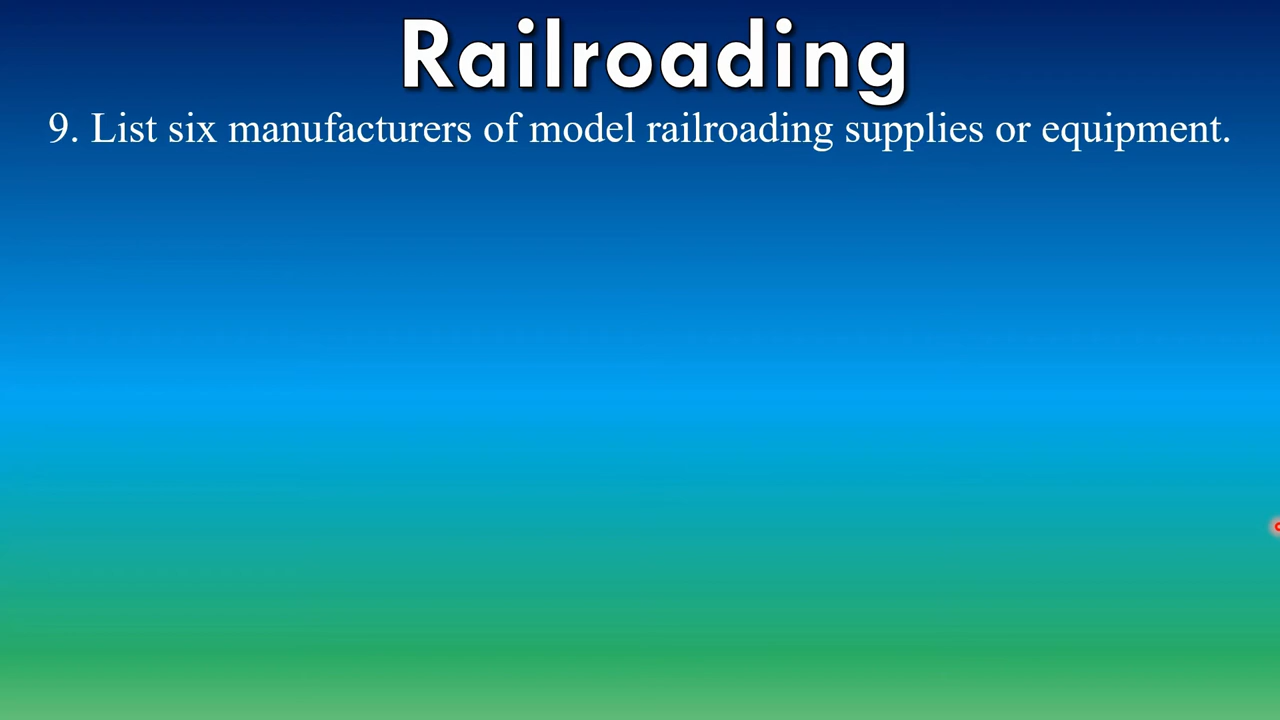 Railroading
9. List six manufacturers of model railroading supplies or equipment.